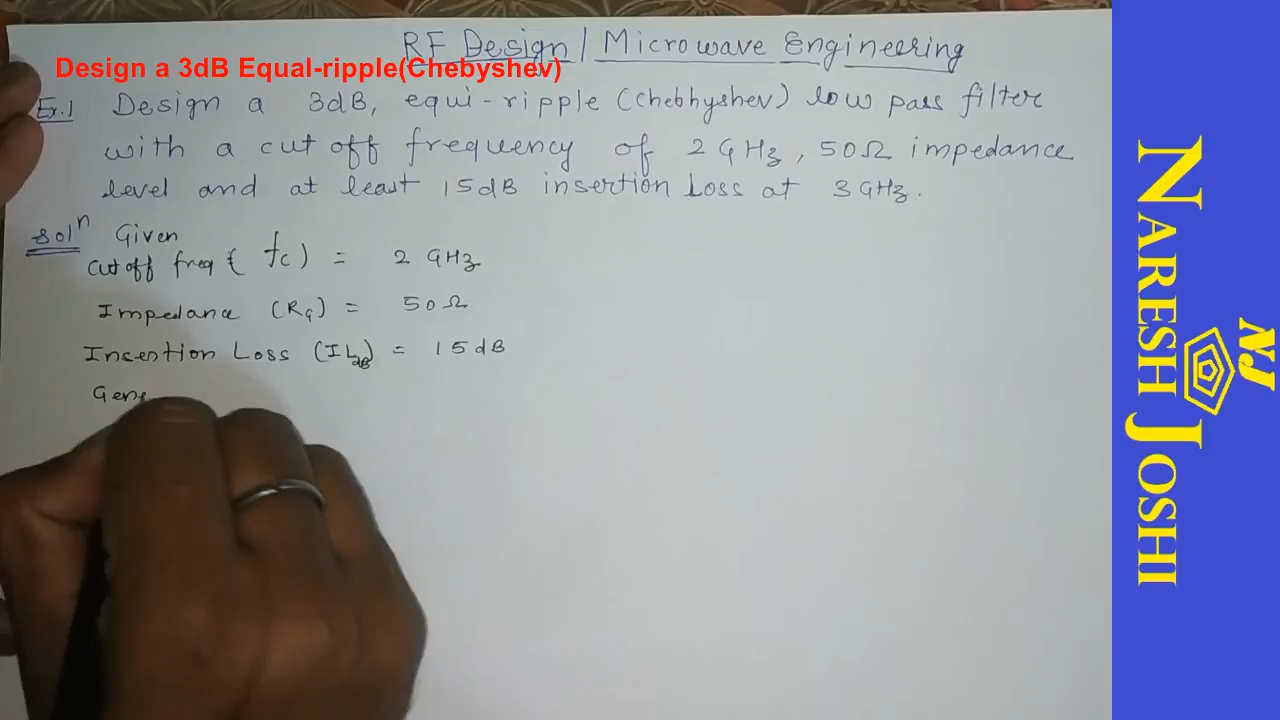 RF Design / Microwave Engineering
Design a 3dB Equal-ripple(Chebyshev)
Ex.1 Design a 3dB, equi-ripple (chebhyshev) low pass filter
with a cut off frequency of 2 GHz, 50Ω impedance
level and at least 15dB insertion Loss at 3 GHz.
Solⁿ Given
Cut off freq ( fc ) = 2 GHz
Impedance (RG) = 50Ω
Insertion Loss (ILdB) = 15dB
Gene
NARESH JOSHI
NJ